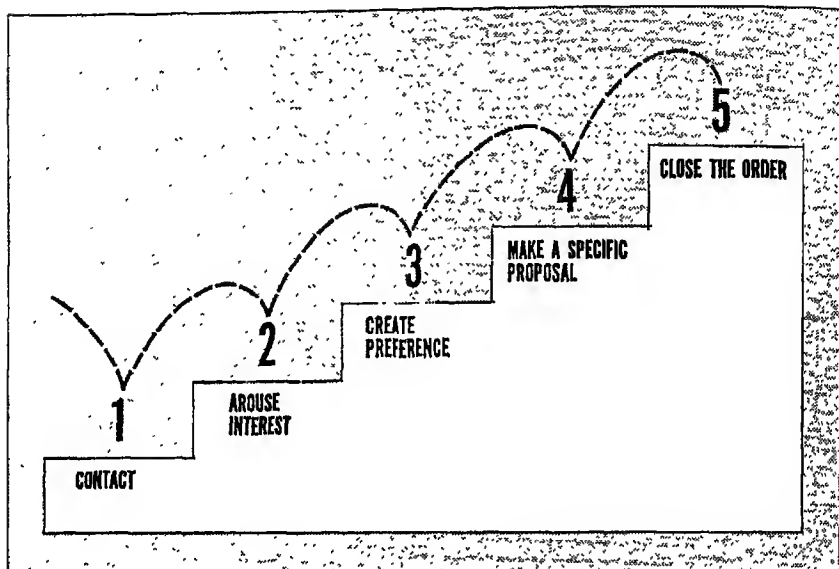 1
CONTACT
2
AROUSE
INTEREST
3
CREATE
PREFERENCE
4
MAKE A SPECIFIC
PROPOSAL
5
CLOSE THE ORDER